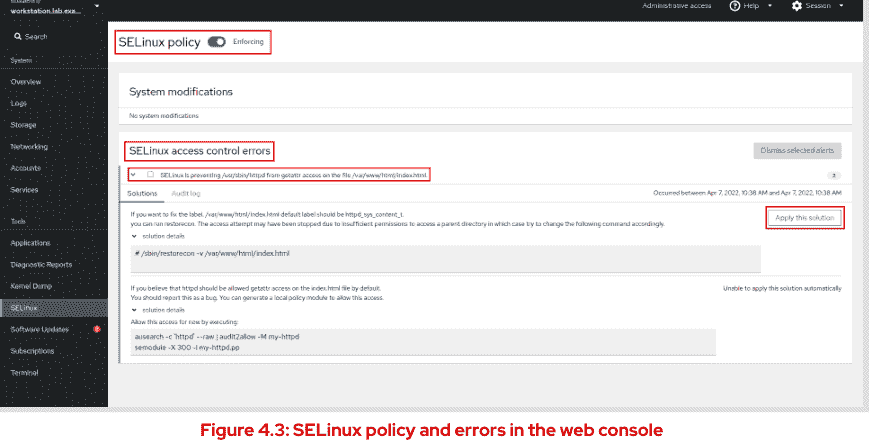 workstation.lab.exa...
Administrative access
Help
Session
Search
System
Overview
Logs
Storage
Networking
Accounts
Services
Tools
Applications
Diagnostic Reports
Kernel Dump
SELinux
Software Updates
Subscriptions
Terminal
SELinux policy
Enforcing
System modifications
No system modifications
SELinux access control errors
Dismiss selected alerts
SELinux is preventing /usr/sbin/httpd from getattr access on the file /var/www/html/index.html.
2
Solutions
Audit log
Occurred between Apr 7, 2022, 10:38 AM and Apr 7, 2022, 10:38 AM
If you want to fix the label. /var/www/html/index.html default label should be httpd_sys_content_t.
you can run restorecon. The access attempt may have been stopped due to insufficient permissions to access a parent directory in which case try to change the following command accordingly.
Apply this solution
solution details
# /sbin/restorecon -v /var/www/html/index.html
If you believe that httpd should be allowed getattr access on the index.html file by default.
Unable to apply this solution automatically
You should report this as a bug. You can generate a local policy module to allow this access.
solution details
Allow this access for now by executing:
ausearch -c 'httpd' --raw | audit2allow -M my-httpd
semodule -X 300 -i my-httpd.pp
Figure 4.3: SELinux policy and errors in the web console